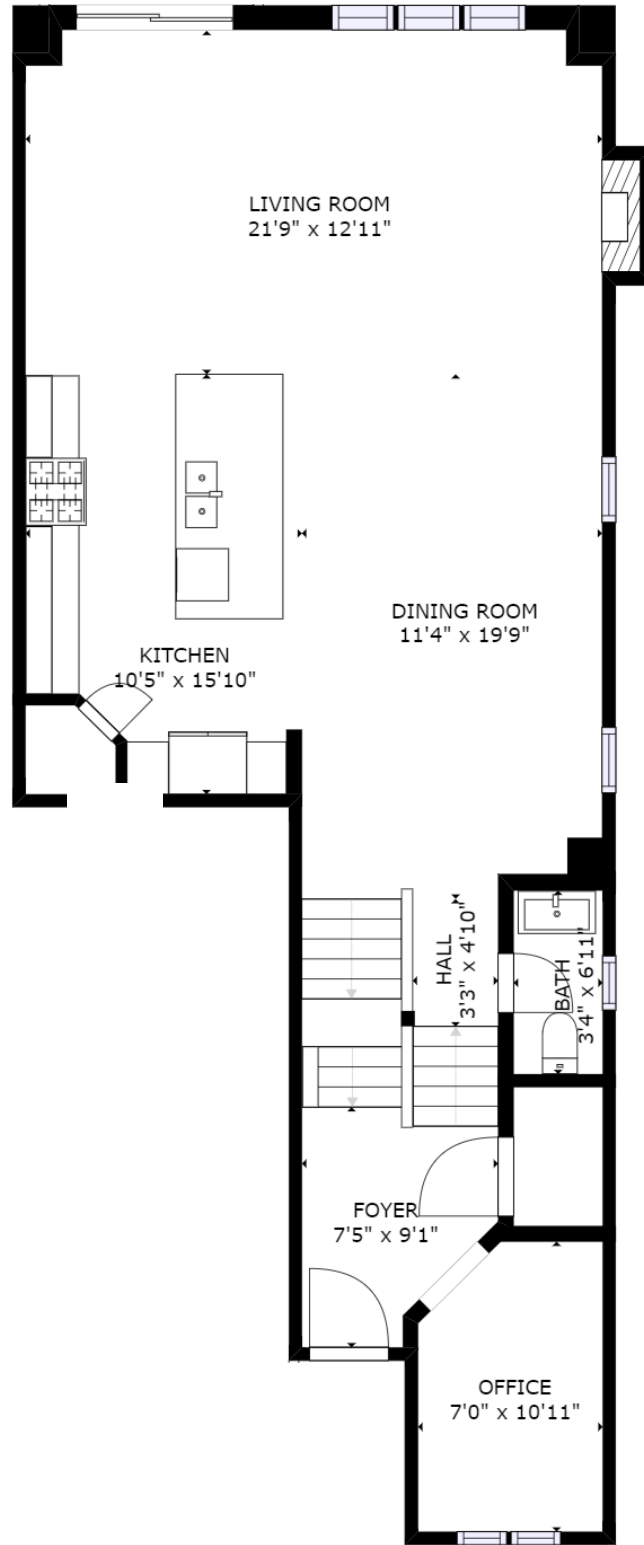 LIVING ROOM
21'9" x 12'11"
DINING ROOM
11'4" x 19'9"
KITCHEN
10'5" x 15'10"
HALL
3'3" x 4'10"
BATH
3'4" x 6'11"
FOYER
7'5" x 9'1"
OFFICE
7'0" x 10'11"